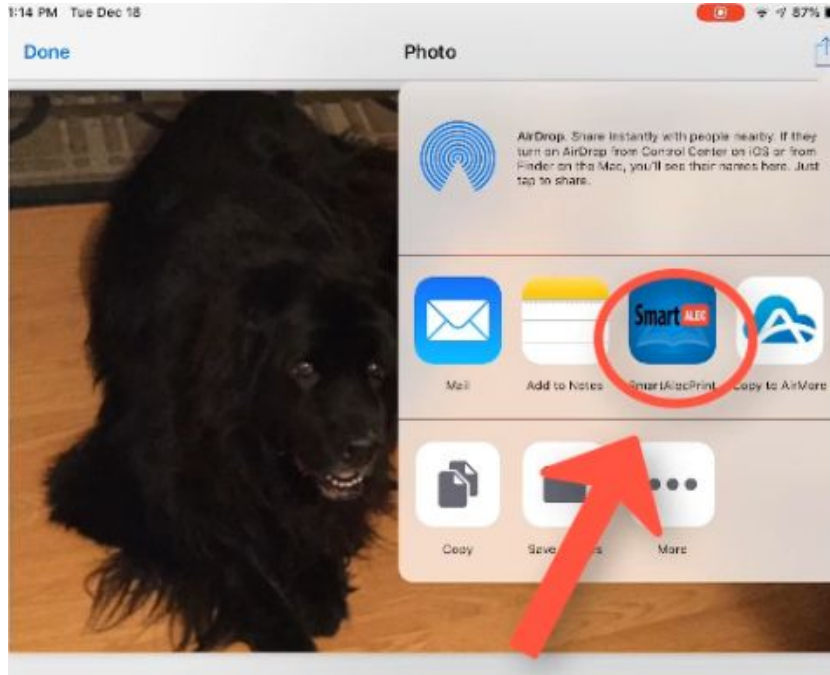 1:14 PM Tue Dec 18
87%
Done
Photo
AirDrop. Share instantly with people nearby. If they
turn on AirDrop from Control Center on iOS or from
Finder on the Mac, you'll see their names here. Just
tap to share.
Smart ALEC
Mail
Add to Notes
SmartAlecPrint
Copy to AirMore
Copy
Save
More